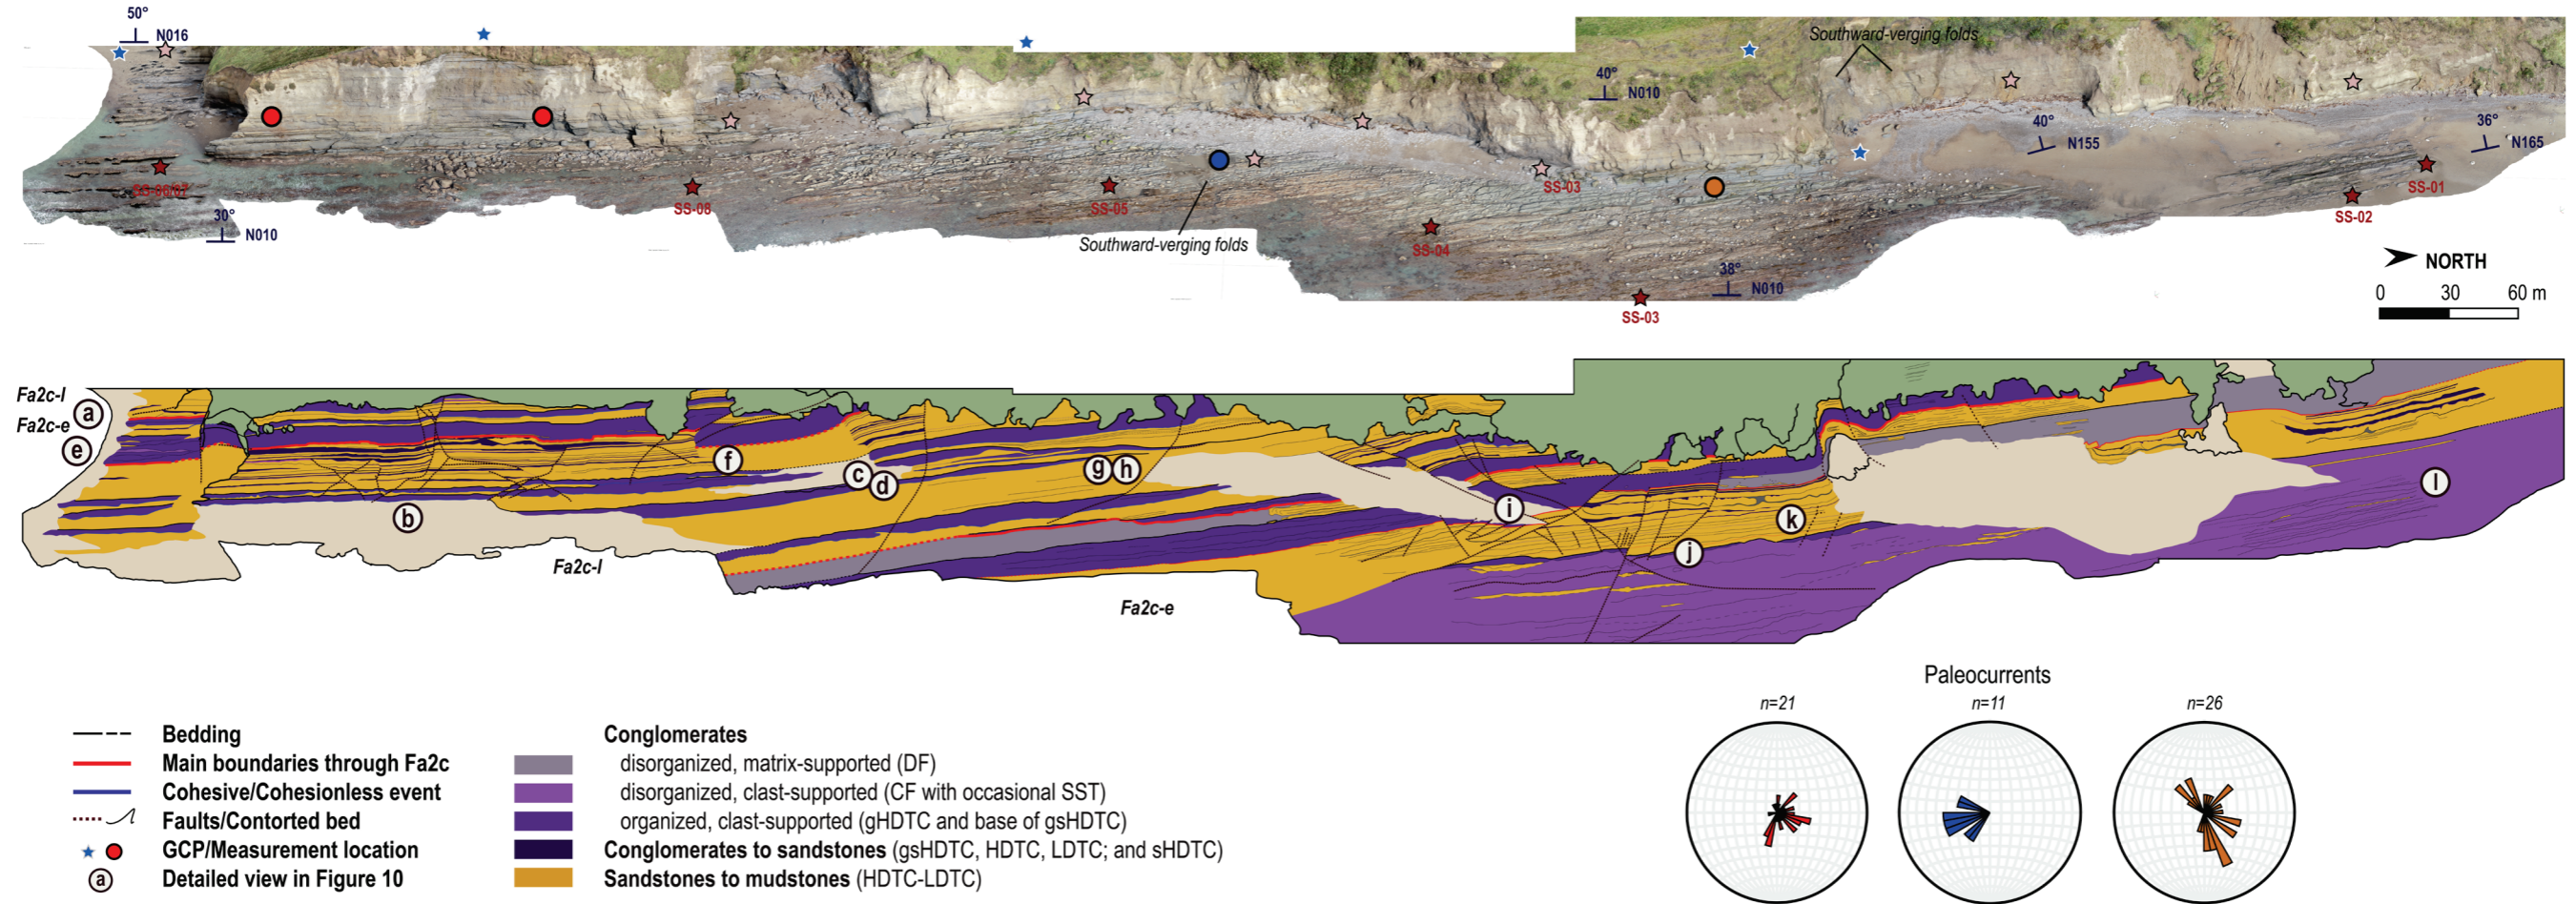 50°
N016
Southward-verging folds
40°
N010
40°
N155
36°
N165
SS-06/07
SS-08
SS-05
SS-03
SS-01
SS-02
30°
N010
Southward-verging folds
SS-04
38°
N010
SS-03
NORTH
0 30 60 m
Fa2c-l
a
Fa2c-e
e
f
c
d
g
h
b
i
j
k
l
Fa2c-l
Fa2c-e
Bedding
Main boundaries through Fa2c
Cohesive/Cohesionless event
Faults/Contorted bed
GCP/Measurement location
a Detailed view in Figure 10
Conglomerates
disorganized, matrix-supported (DF)
disorganized, clast-supported (CF with occasional SST)
organized, clast-supported (gHDTC and base of gsHDTC)
Conglomerates to sandstones (gsHDTC, HDTC, LDTC; and sHDTC)
Sandstones to mudstones (HDTC-LDTC)
Paleocurrents
n=21
n=11
n=26